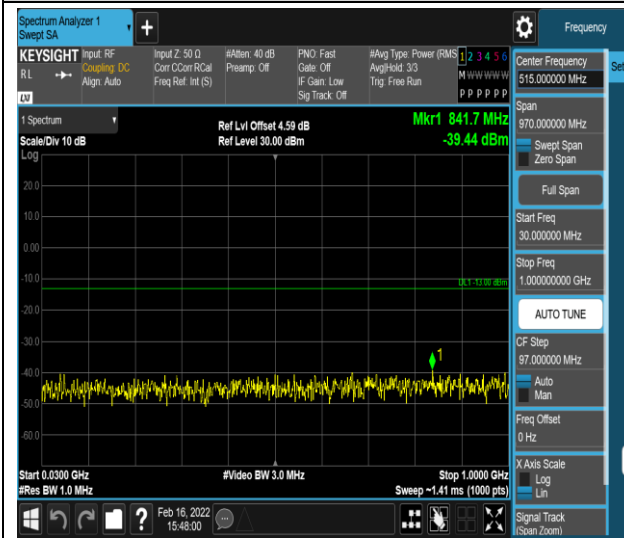 Spectrum Analyzer 1
Swept SA
Frequency
KEYSIGHT
RL
Input: RF
Coupling: DC
Align: Auto
Input Z: 50 Ω
Corr CCorr RCal
Freq Ref: Int (S)
#Atten: 40 dB
Preamp: Off
PNO: Fast
Gate: Off
IF Gain: Low
Sig Track: Off
#Avg Type: Power (RMS
Avg|Hold: 3/3
Trig: Free Run
1 2 3 4 5 6
M W W W W W
P P P P P P
LXI
1 Spectrum
Scale/Div 10 dB
Log
Ref Lvl Offset 4.59 dB
Ref Level 30.00 dBm
Mkr1 841.7 MHz
-39.44 dBm
20.0
10.0
0.00
-10.0
DL1 -13.00 dBm
-20.0
-30.0
1
-40.0
-50.0
-60.0
Start 0.0300 GHz
#Res BW 1.0 MHz
#Video BW 3.0 MHz
Stop 1.0000 GHz
Sweep ~1.41 ms (1000 pts)
?
Feb 16, 2022
15:48:00
Center Frequency
515.000000 MHz
Set
Span
970.000000 MHz
Swept Span
Zero Span
Full Span
Start Freq
30.000000 MHz
Stop Freq
1.000000000 GHz
AUTO TUNE
CF Step
97.000000 MHz
Auto
Man
Freq Offset
0 Hz
X Axis Scale
Log
Lin
Signal Track
(Span Zoom)